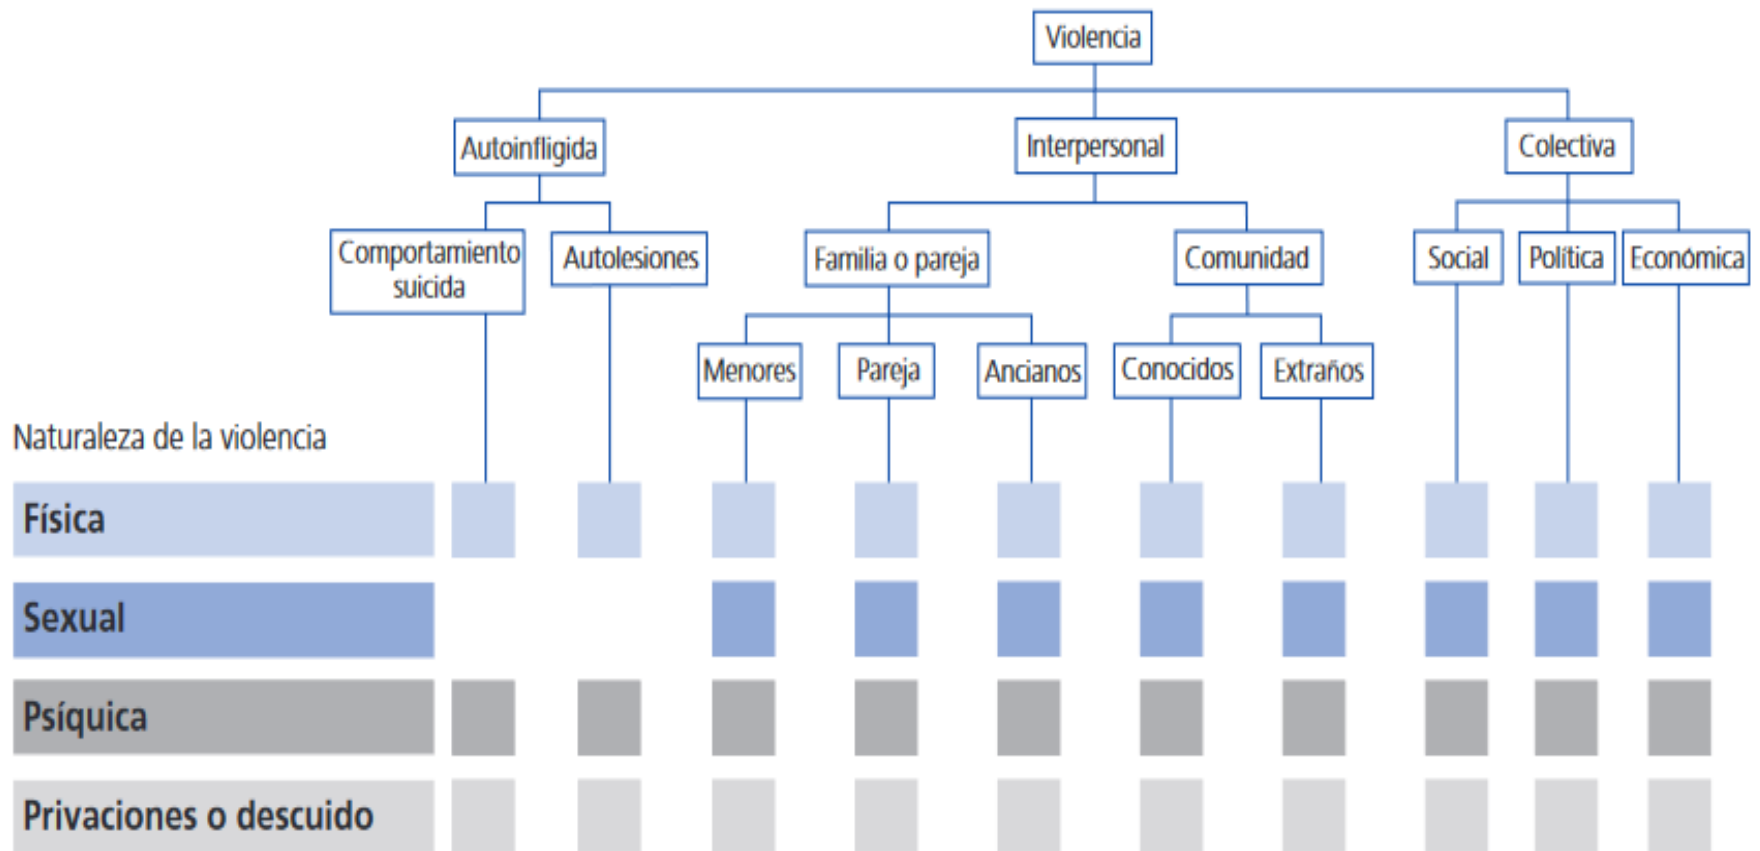 Violencia
Autoinfligida
Interpersonal
Colectiva
Comportamiento
suicida
Autolesiones
Familia o pareja
Comunidad
Social
Política
Económica
Menores
Pareja
Ancianos
Conocidos
Extraños
Naturaleza de la violencia
Física
Sexual
Psíquica
Privaciones o descuido